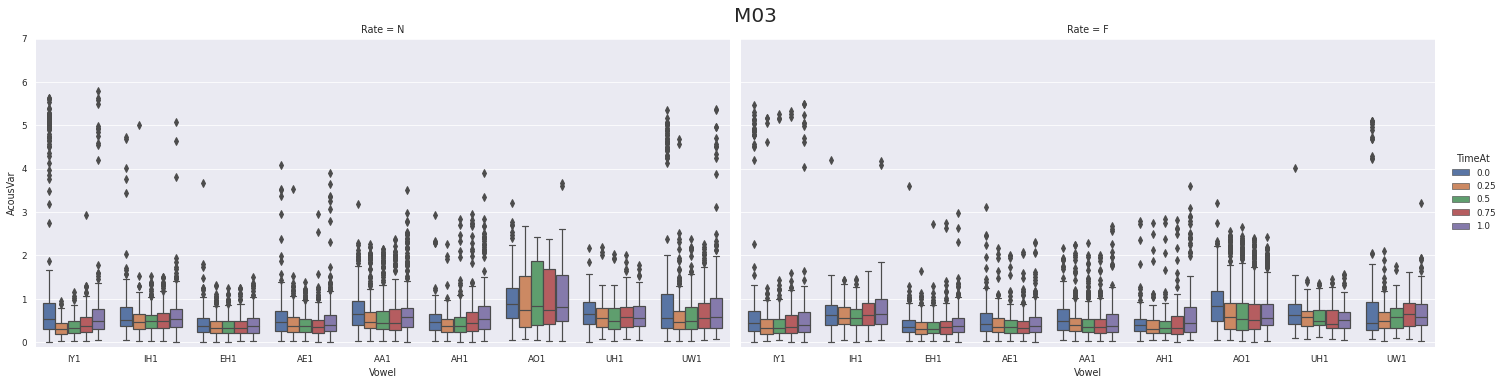 M03
Rate = N
Rate = F
7
6
5
4
3
2
1
0
AcousVar
IY1 IH1 EH1 AE1 AA1 AH1 AO1 UH1 UW1
Vowel
IY1 IH1 EH1 AE1 AA1 AH1 AO1 UH1 UW1
Vowel
TimeAt
0.0
0.25
0.5
0.75
1.0